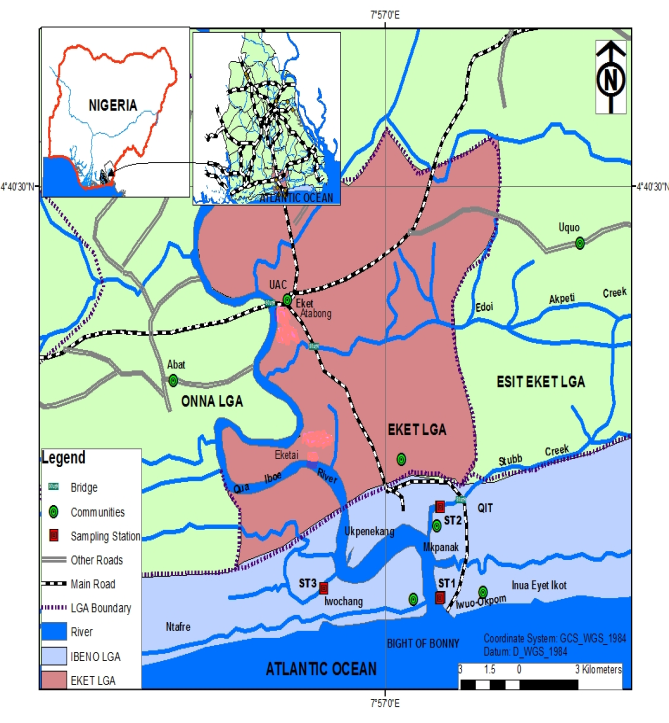 7°57'0"E
NIGERIA
ATLANTIC OCEAN
N
4°40'30"N
4°40'30"N
Uquo
UAC
Eket
Atabong
Edoi
Akpeti
Creek
Abat
ONNA LGA
ESIT EKET LGA
EKET LGA
Eketai
Qua Iboe River
Stubb Creek
Legend
Bridge
Communities
Sampling Station
Other Roads
Main Road
LGA Boundary
River
IBENO LGA
EKET LGA
QIT
ST2
Ukpenekang
Mkpanak
ST3
ST1
Iwochang
Iwuo-Okpom
Inua Eyet Ikot
Ntafre
BIGHT OF BONNY
Coordinate System: GCS_WGS_1984
Datum: D_WGS_1984
ATLANTIC OCEAN
3 1.5 0 3 Kilometers
7°57'0"E